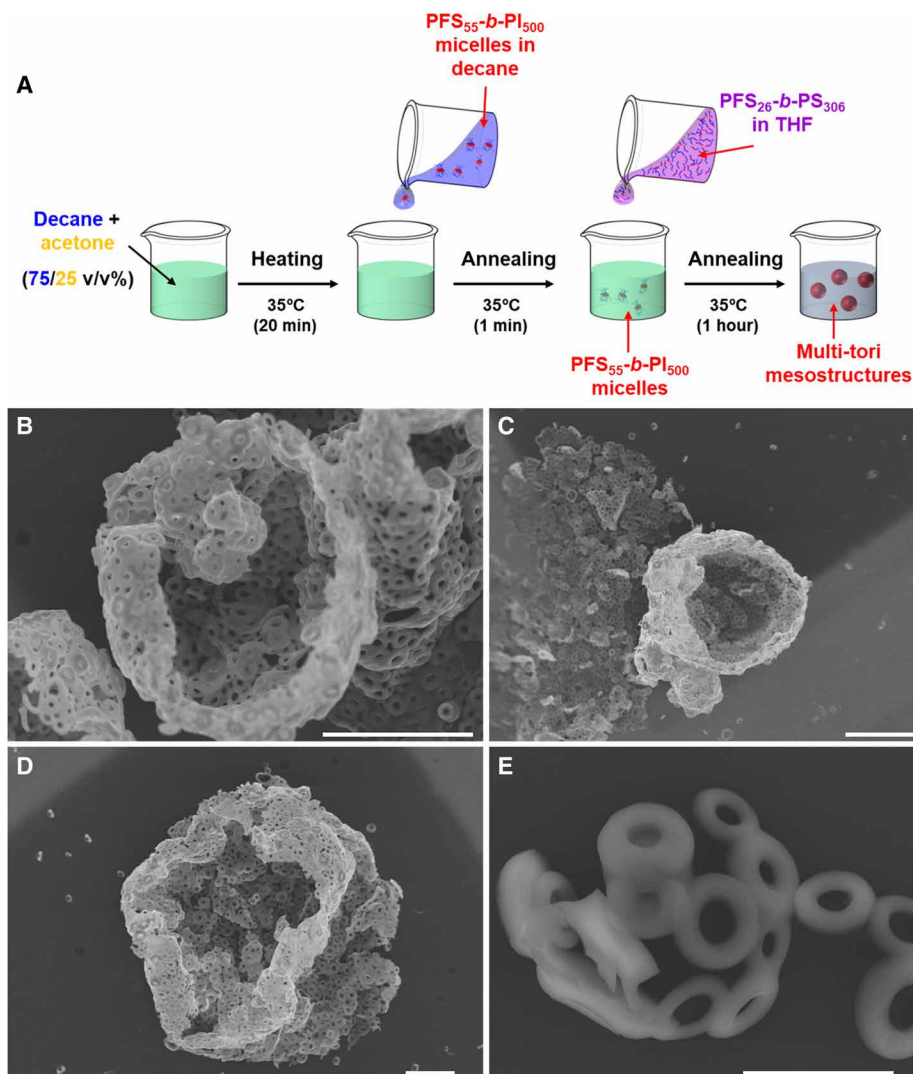 A
PFS₅₅-b-PI₅₀₀
micelles in
decane
PFS₂₆-b-PS₃₀₆
in THF
Decane +
acetone
(75/25 v/v%)
Heating
35ºC
(20 min)
Annealing
35ºC
(1 min)
Annealing
35ºC
(1 hour)
PFS₅₅-b-PI₅₀₀
micelles
Multi-tori
mesostructures
B
C
D
E